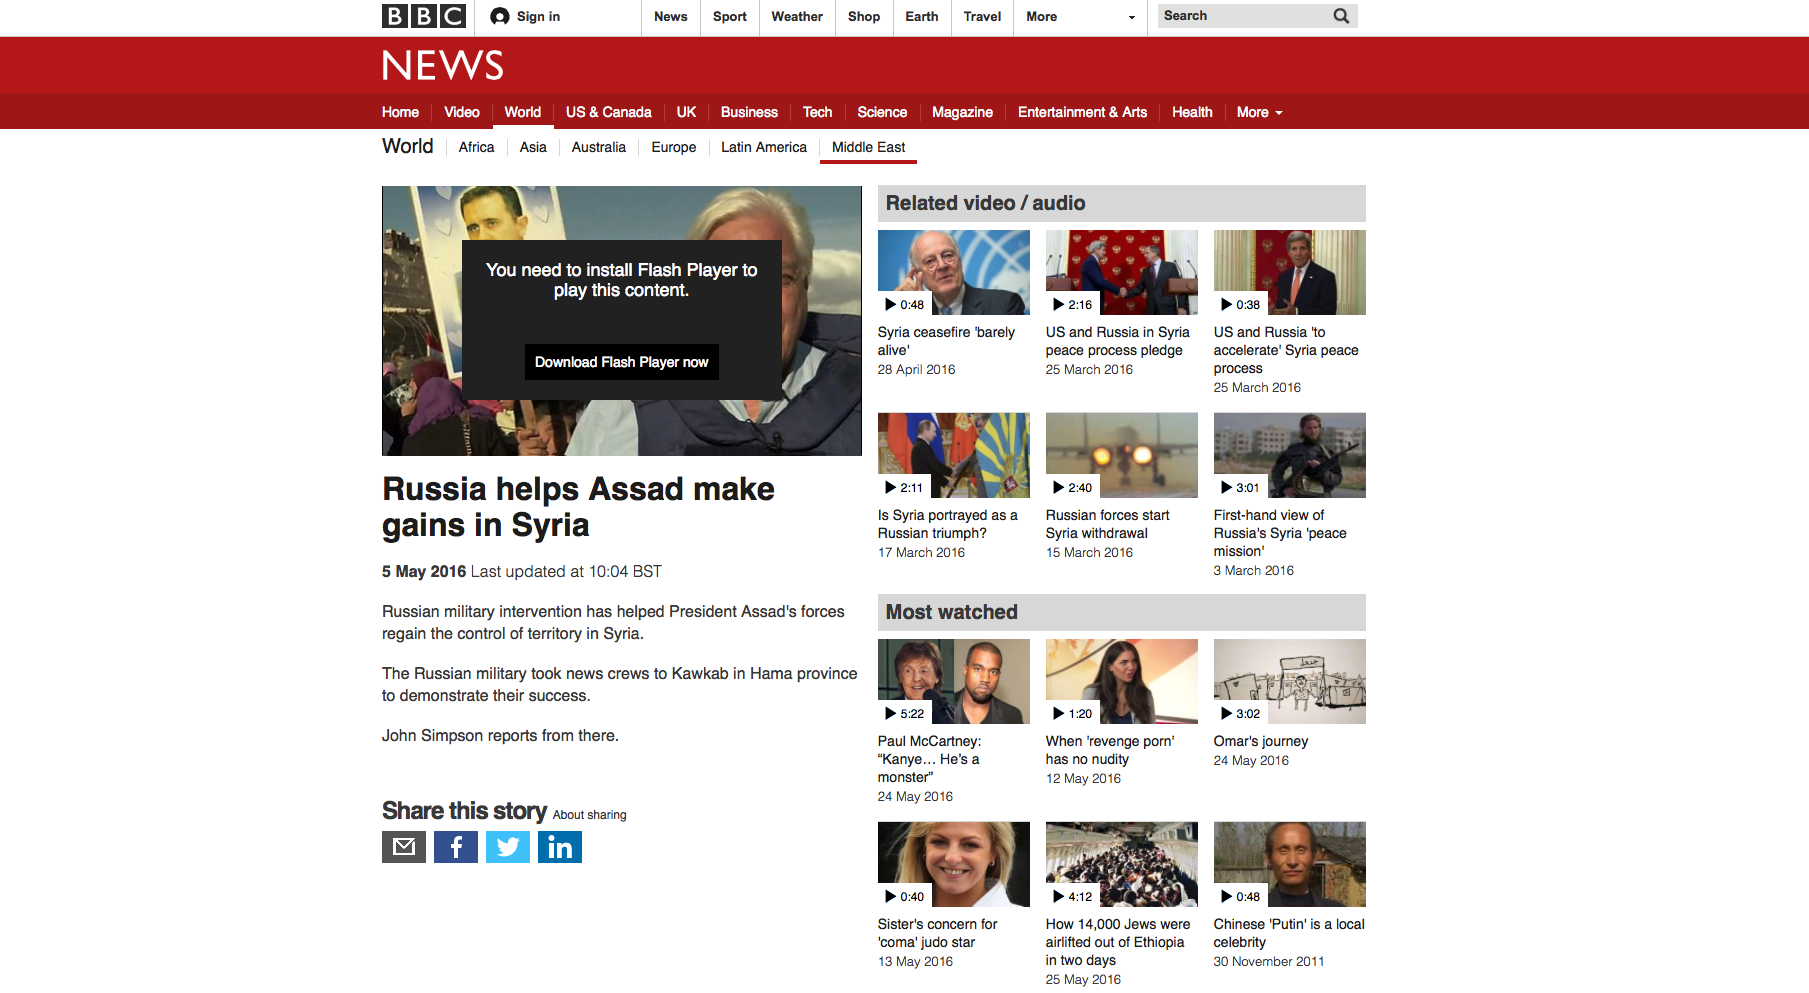 BBC Sign in News Sport Weather Shop Earth Travel More Search
NEWS
Home Video World US & Canada UK Business Tech Science Magazine Entertainment & Arts Health More
World Africa Asia Australia Europe Latin America Middle East
You need to install Flash Player to
play this content.
Download Flash Player now
Russia helps Assad make
gains in Syria
5 May 2016 Last updated at 10:04 BST
Russian military intervention has helped President Assad's forces
regain the control of territory in Syria.
The Russian military took news crews to Kawkab in Hama province
to demonstrate their success.
John Simpson reports from there.
Share this story About sharing
Related video / audio
0:48
Syria ceasefire 'barely
alive'
28 April 2016
2:16
US and Russia in Syria
peace process pledge
25 March 2016
0:38
US and Russia 'to
accelerate' Syria peace
process
25 March 2016
2:11
Is Syria portrayed as a
Russian triumph?
17 March 2016
2:40
Russian forces start
Syria withdrawal
15 March 2016
3:01
First-hand view of
Russia's Syria 'peace
mission'
3 March 2016
Most watched
5:22
Paul McCartney:
“Kanye… He’s a
monster”
24 May 2016
1:20
When 'revenge porn'
has no nudity
12 May 2016
3:02
Omar's journey
24 May 2016
0:40
Sister's concern for
'coma' judo star
13 May 2016
4:12
How 14,000 Jews were
airlifted out of Ethiopia
in two days
25 May 2016
0:48
Chinese 'Putin' is a local
celebrity
30 November 2011